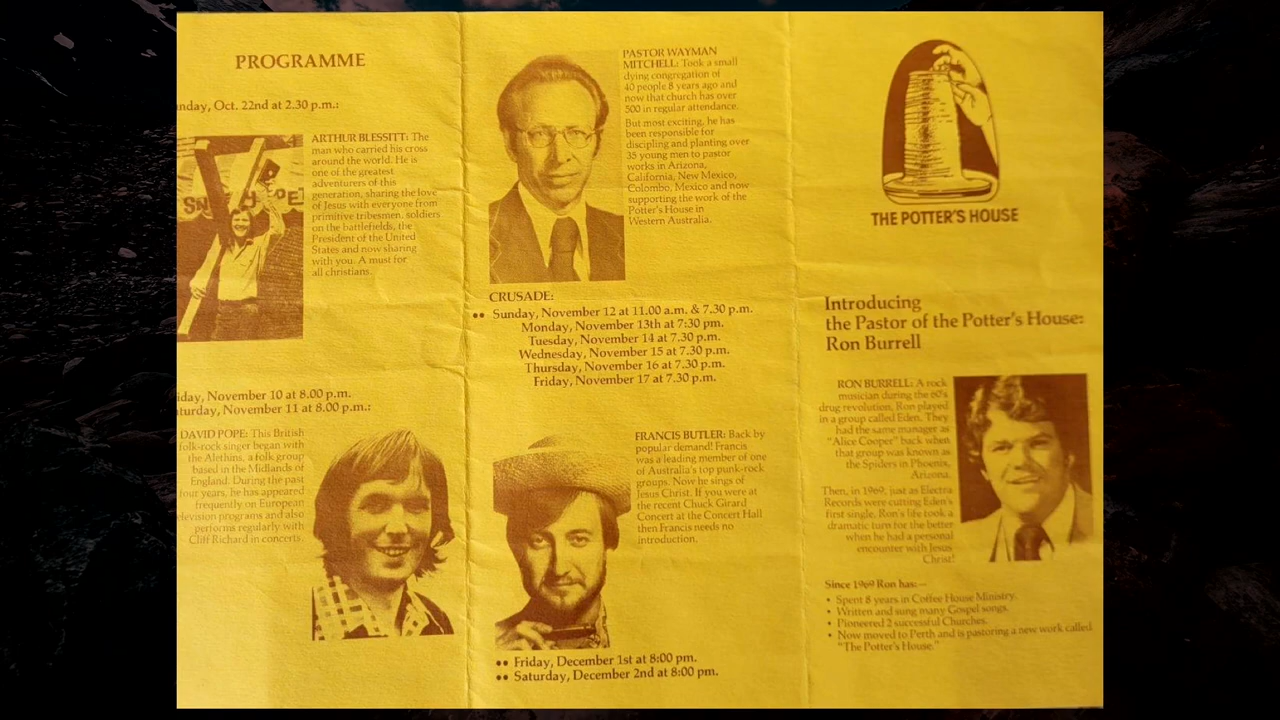 PROGRAMME
nday, Oct. 22nd at 2.30 p.m.:
ARTHUR BLESSITT: The
man who carried his cross
around the world. He is
one of the greatest
adventurers of this
generation, sharing the love
of Jesus with everyone from
primitive tribesmen, soldiers
on the battlefields, the
President of the United
States and now sharing
with you. A must for
all christians.
iday, November 10 at 8.00 p.m.
aturday, November 11 at 8.00 p.m.:
DAVID POPE: This British
folk-rock singer began with
the Alethins, a folk group
based in the Midlands of
England. During the past
four years, he has appeared
frequently on European
elevision programs and also
performs regularly with
Cliff Richard in concerts.
PASTOR WAYMAN
MITCHELL: Took a small
dying congregation of
40 people 8 years ago and
now that church has over
500 in regular attendance.
But most exciting, he has
been responsible for
discipling and planting over
35 young men to pastor
works in Arizona,
California, New Mexico,
Colombo, Mexico and now
supporting the work of the
Potter's House in
Western Australia.
CRUSADE:
•• Sunday, November 12 at 11.00 a.m. & 7.30 p.m.
Monday, November 13th at 7:30 pm.
Tuesday, November 14 at 7.30 p.m.
Wednesday, November 15 at 7.30 p.m.
Thursday, November 16 at 7.30 p.m.
Friday, November 17 at 7.30 p.m.
FRANCIS BUTLER: Back by
popular demand! Francis
was a leading member of one
of Australia's top punk-rock
groups. Now he sings of
Jesus Christ. If you were at
the recent Chuck Girard
Concert at the Concert Hall
then Francis needs no
introduction.
•• Friday, December 1st at 8:00 pm.
•• Saturday, December 2nd at 8:00 pm.
THE POTTER'S HOUSE
Introducing
the Pastor of the Potter's House:
Ron Burrell
RON BURRELL: A rock
musician during the 60's
drug revolution, Ron played
in a group called Eden. They
had the same manager as
"Alice Cooper" back when
that group was known as
the Spiders in Phoenix,
Arizona.
Then, in 1969, just as Electra
Records were cutting Eden's
first single, Ron's life took a
dramatic turn for the better
when he had a personal
encounter with Jesus
Christ!
Since 1969 Ron has:—
• Spent 8 years in Coffee House Ministry.
• Written and sung many Gospel songs.
• Pioneered 2 successful Churches.
• Now moved to Perth and is pastoring a new work called
"The Potter's House."